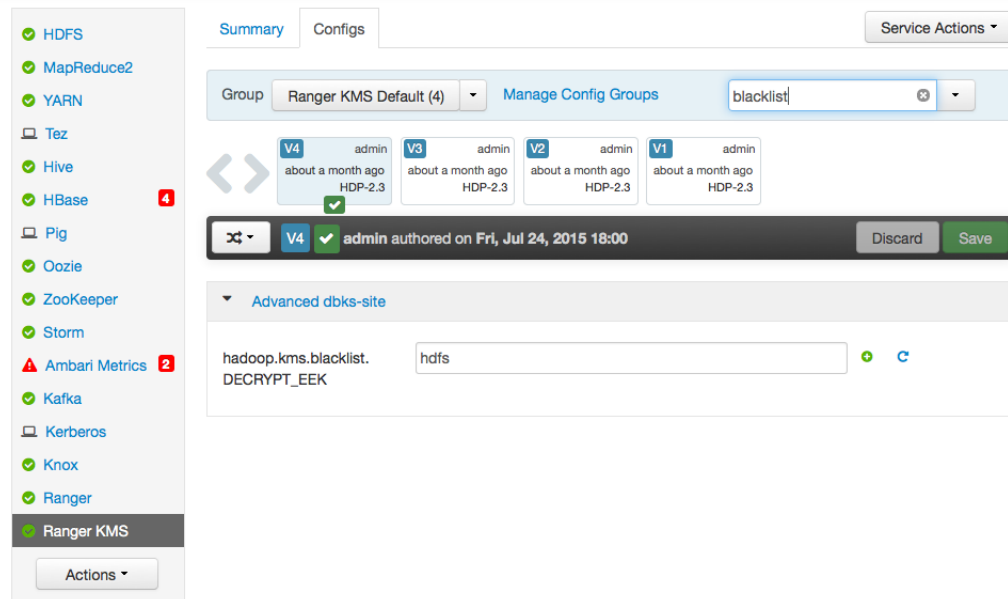 HDFS
MapReduce2
YARN
Tez
Hive
HBase 4
Pig
Oozie
ZooKeeper
Storm
Ambari Metrics 2
Kafka
Kerberos
Knox
Ranger
Ranger KMS
Actions
Summary Configs Service Actions
Group Ranger KMS Default (4) Manage Config Groups blacklist
V4 admin
about a month ago
HDP-2.3
V3 admin
about a month ago
HDP-2.3
V2 admin
about a month ago
HDP-2.3
V1 admin
about a month ago
HDP-2.3
V4 admin authored on Fri, Jul 24, 2015 18:00 Discard Save
Advanced dbks-site
hadoop.kms.blacklist. hdfs
DECRYPT_EEK